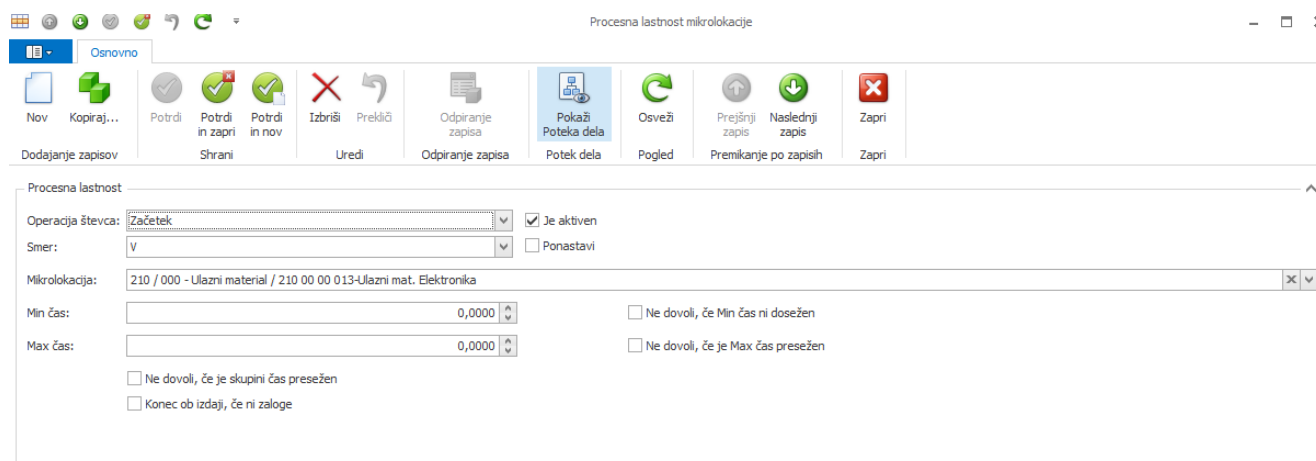 Procesna lastnost mikrolokacije
Osnovno
Nov
Kopiraj...
Potrdi
Potrdi in zapri
Potrdi in nov
Izbriši
Prekliči
Odpiranje zapisa
Pokaži Poteka dela
Osveži
Prejšnji zapis
Naslednji zapis
Zapri
Dodajanje zapisov
Shrani
Uredi
Odpiranje zapisa
Potek dela
Pogled
Premikanje po zapisih
Zapri
Procesna lastnost
Operacija števca: Začetek
Je aktiven
Smer: V
Ponastavi
Mikrolokacija: 210 / 000 - Ulazni material / 210 00 00 013-Ulazni mat. Elektronika
Min čas: 0,0000
Ne dovoli, če Min čas ni dosežen
Max čas: 0,0000
Ne dovoli, če je Max čas presežen
Ne dovoli, če je skupini čas presežen
Konec ob izdaji, če ni zaloge